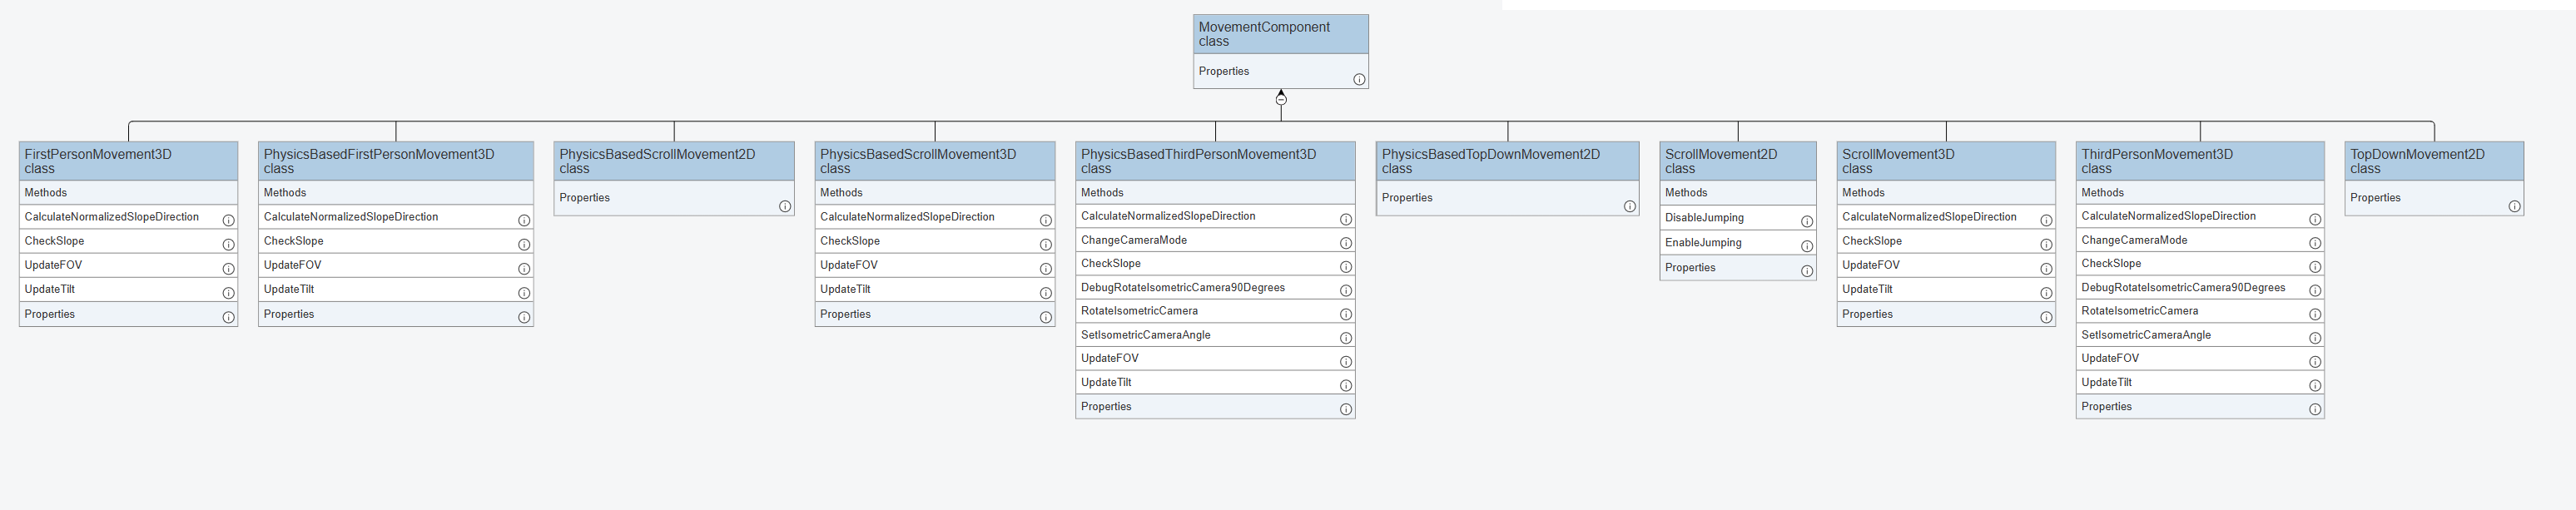 MovementComponent
class
Properties
FirstPersonMovement3D
class
Methods
CalculateNormalizedSlopeDirection
CheckSlope
UpdateFOV
UpdateTilt
Properties
PhysicsBasedFirstPersonMovement3D
class
Methods
CalculateNormalizedSlopeDirection
CheckSlope
UpdateFOV
UpdateTilt
Properties
PhysicsBasedScrollMovement2D
class
Properties
PhysicsBasedScrollMovement3D
class
Methods
CalculateNormalizedSlopeDirection
CheckSlope
UpdateFOV
UpdateTilt
Properties
PhysicsBasedThirdPersonMovement3D
class
Methods
CalculateNormalizedSlopeDirection
ChangeCameraMode
CheckSlope
DebugRotateIsometricCamera90Degrees
RotateIsometricCamera
SetIsometricCameraAngle
UpdateFOV
UpdateTilt
Properties
PhysicsBasedTopDownMovement2D
class
Properties
ScrollMovement2D
class
Methods
DisableJumping
EnableJumping
Properties
ScrollMovement3D
class
Methods
CalculateNormalizedSlopeDirection
CheckSlope
UpdateFOV
UpdateTilt
Properties
ThirdPersonMovement3D
class
Methods
CalculateNormalizedSlopeDirection
ChangeCameraMode
CheckSlope
DebugRotateIsometricCamera90Degrees
RotateIsometricCamera
SetIsometricCameraAngle
UpdateFOV
UpdateTilt
Properties
TopDownMovement2D
class
Properties